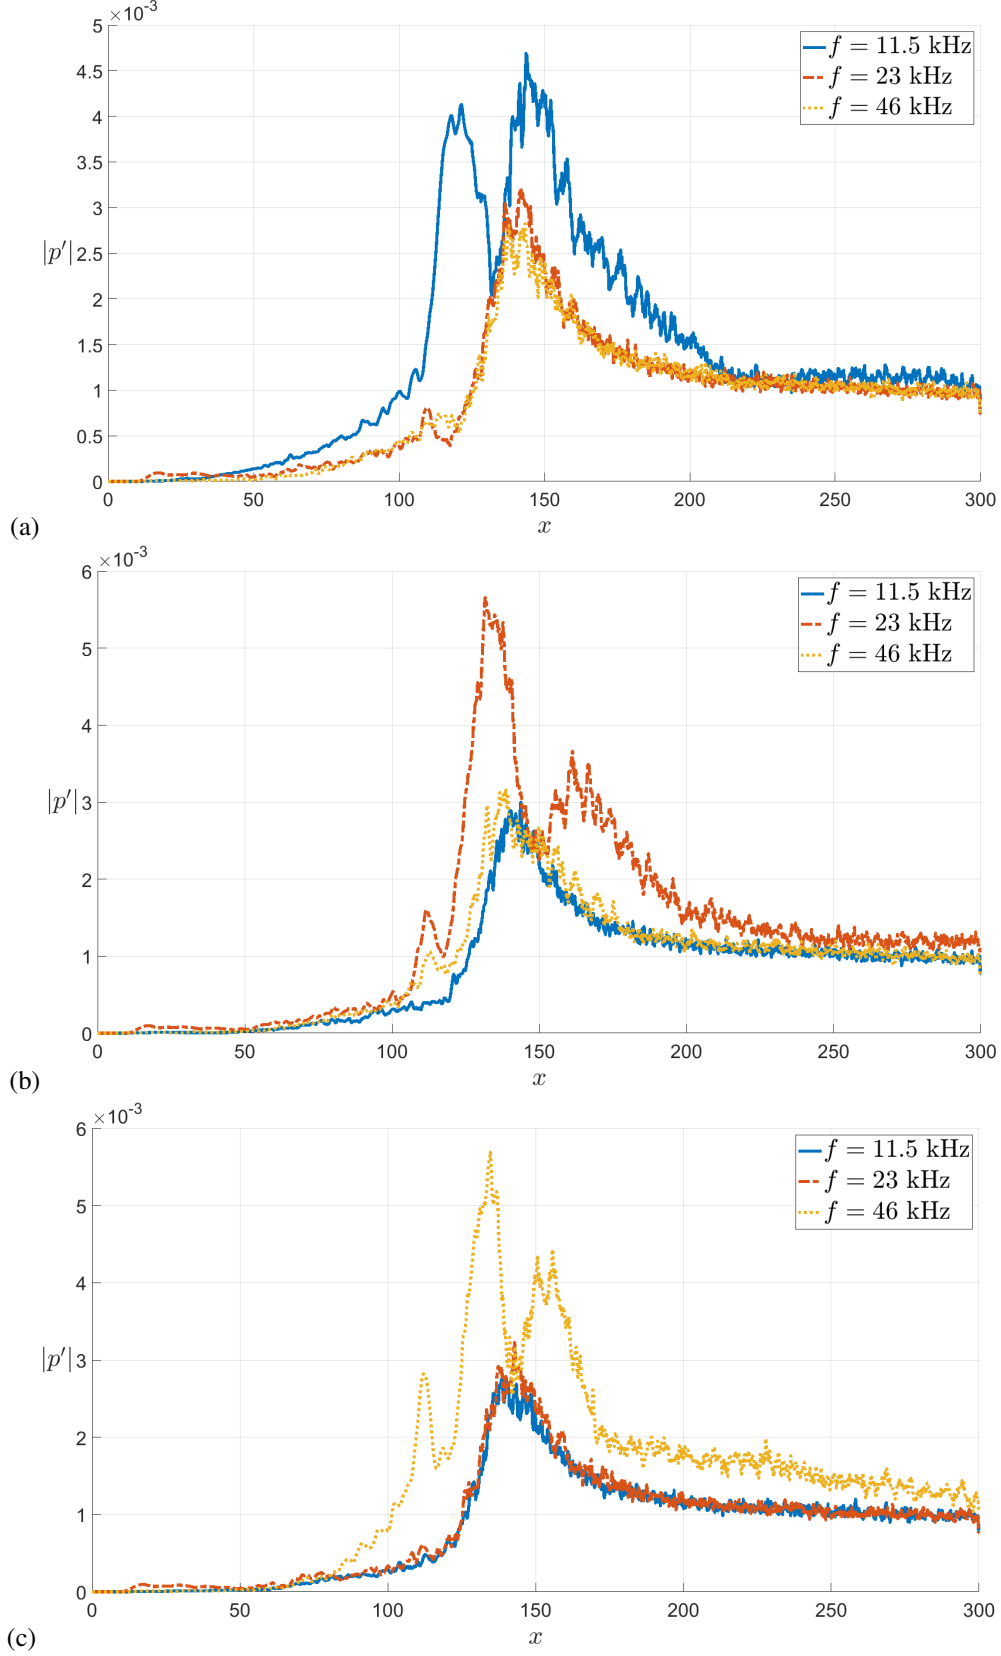 ×10⁻³
5
4.5
4
3.5
3
|p′| 2.5
2
1.5
1
0.5
0
0 50 100 150 200 250 300
x
f = 11.5 kHz
f = 23 kHz
f = 46 kHz
(a)
×10⁻³
6
5
4
|p′| 3
2
1
0
0 50 100 150 200 250 300
x
f = 11.5 kHz
f = 23 kHz
f = 46 kHz
(b)
×10⁻³
6
5
4
|p′| 3
2
1
0
0 50 100 150 200 250 300
x
f = 11.5 kHz
f = 23 kHz
f = 46 kHz
(c)